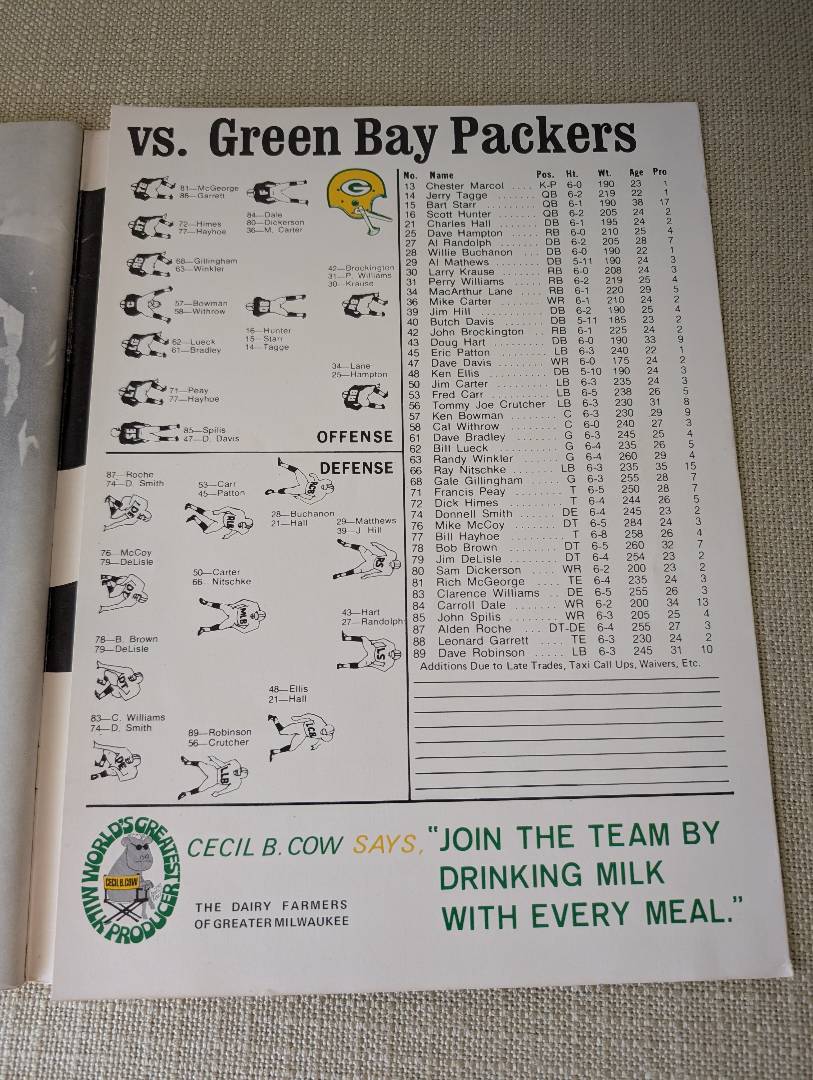 vs. Green Bay Packers
81—McGeorge
88—Garrett
84—Dale
80—Dickerson
36—M. Carter
72—Himes
77—Hayhoe
68—Gillingham
63—Winkler
42—Brockington
31—P. Williams
30—Krause
57—Bowman
58—Withrow
16—Hunter
15—Starr
14—Tagge
62—Lueck
61—Bradley
34—Lane
25—Hampton
71—Peay
77—Hayhoe
85—Spilis
47—D. Davis
OFFENSE
G
DEFENSE
87—Roche
74—D. Smith
DE
53—Carr
45—Patton
RLB
RCB
28—Buchanon
21—Hall
29—Matthews
39—J. Hill
RS
76—McCoy
79—DeLisle
DT
50—Carter
66—Nitschke
MLB
43—Hart
27—Randolph
LS
78—B. Brown
79—DeLisle
DT
48—Ellis
21—Hall
LCB
83—C. Williams
74—D. Smith
DE
89—Robinson
56—Crutcher
LLB
No. Name Pos. Ht. Wt. Age Pro
13 Chester Marcol .... K-P 6-0 190 23 1
14 Jerry Tagge ....... QB 6-2 219 22 1
15 Bart Starr ......... QB 6-1 190 38 17
16 Scott Hunter ...... QB 6-2 205 24 2
21 Charles Hall ....... DB 6-1 195 24 2
25 Dave Hampton .... RB 6-0 210 25 4
27 Al Randolph ...... DB 6-2 205 28 7
28 Willie Buchanon ... DB 6-0 190 22 1
29 Al Mathews ....... DB 5-11 190 24 3
30 Larry Krause ...... RB 6-0 208 24 3
31 Perry Williams ..... RB 6-2 219 25 4
34 MacArthur Lane .... RB 6-1 220 29 5
36 Mike Carter ....... WR 6-1 210 24 2
39 Jim Hill ........... DB 6-2 190 25 4
40 Butch Davis ....... DB 5-11 185 23 2
42 John Brockington .. RB 6-1 225 24 2
43 Doug Hart ........ DB 6-0 190 33 9
45 Eric Patton ....... LB 6-3 240 22 1
47 Dave Davis ....... WR 6-0 175 24 2
48 Ken Ellis ......... DB 5-10 190 24 3
50 Jim Carter ........ LB 6-3 235 24 3
53 Fred Carr ......... LB 6-5 238 26 5
56 Tommy Joe Crutcher LB 6-3 230 31 8
57 Ken Bowman ...... C 6-3 230 29 9
58 Cal Withrow ...... C 6-0 240 27 3
61 Dave Bradley ...... G 6-3 245 25 4
62 Bill Lueck ......... G 6-4 235 26 5
63 Randy Winkler .... G 6-4 260 29 4
66 Ray Nitschke ...... LB 6-3 235 35 15
68 Gale Gillingham ... G 6-3 255 28 7
71 Francis Peay ...... T 6-5 250 28 7
72 Dick Himes ....... T 6-4 244 26 5
74 Donnell Smith .... DE 6-4 245 23 2
76 Mike McCoy ...... DT 6-5 284 24 3
77 Bill Hayhoe ....... T 6-8 258 26 4
78 Bob Brown ....... DT 6-5 260 32 7
79 Jim DeLisle ....... DT 6-4 254 23 2
80 Sam Dickerson .... WR 6-2 200 23 2
81 Rich McGeorge .... TE 6-4 235 24 3
83 Clarence Williams .. DE 6-5 255 26 3
84 Carroll Dale ....... WR 6-2 200 34 13
85 John Spilis ........ WR 6-3 205 25 4
87 Alden Roche ... DT-DE 6-4 255 27 3
88 Leonard Garrett ... TE 6-3 230 24 2
89 Dave Robinson .... LB 6-3 245 31 10
Additions Due to Late Trades, Taxi Call Ups, Waivers, Etc.
WORLD'S GREATEST
MILK PRODUCER
CECIL B. COW
CECIL B. COW SAYS,
THE DAIRY FARMERS
OF GREATER MILWAUKEE
"JOIN THE TEAM BY
DRINKING MILK
WITH EVERY MEAL."